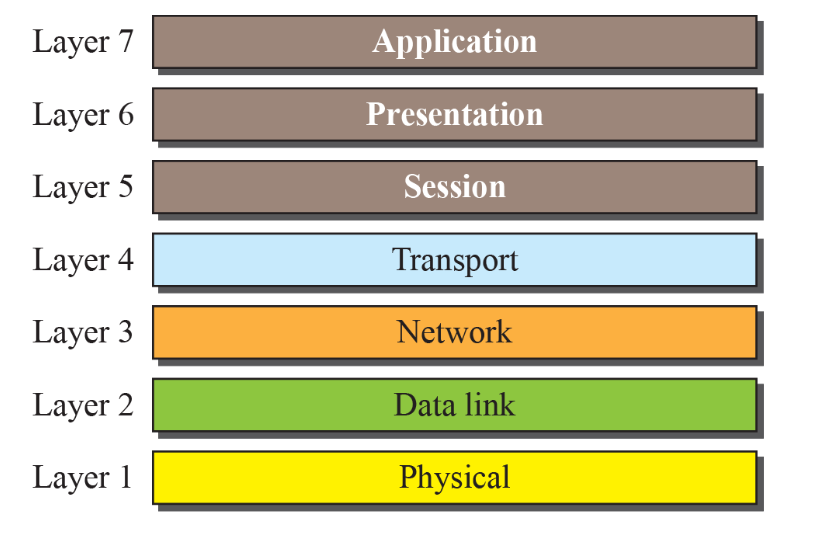 Layer 7 Application
Layer 6 Presentation
Layer 5 Session
Layer 4 Transport
Layer 3 Network
Layer 2 Data link
Layer 1 Physical